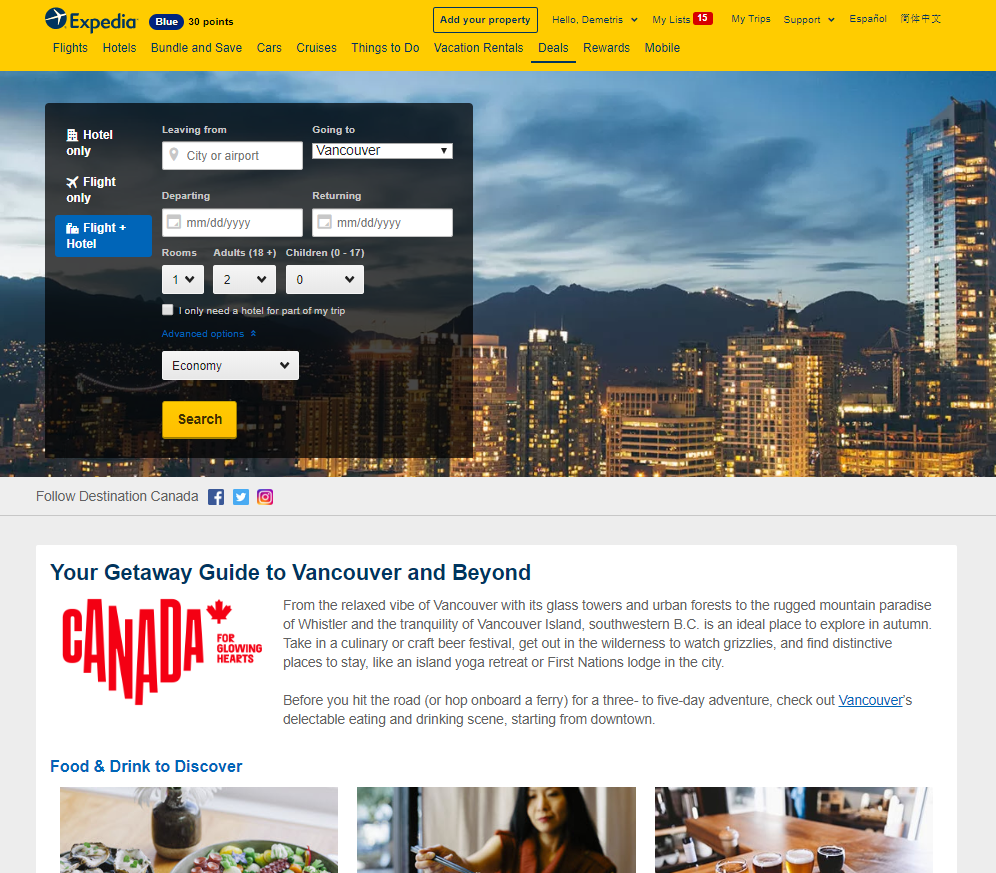 Expedia Blue 30 points Add your property Hello, Demetris My Lists 15 My Trips Support Español 简体中文
Flights Hotels Bundle and Save Cars Cruises Things to Do Vacation Rentals Deals Rewards Mobile
Hotel only
Flight only
Flight + Hotel
Leaving from Going to
City or airport Vancouver
Departing Returning
mm/dd/yyyy mm/dd/yyyy
Rooms Adults (18 +) Children (0 - 17)
1 2 0
I only need a hotel for part of my trip
Advanced options
Economy
Search
Follow Destination Canada
Your Getaway Guide to Vancouver and Beyond
CANADA
FOR
GLOWING
HEARTS
From the relaxed vibe of Vancouver with its glass towers and urban forests to the rugged mountain paradise
of Whistler and the tranquility of Vancouver Island, southwestern B.C. is an ideal place to explore in autumn.
Take in a culinary or craft beer festival, get out in the wilderness to watch grizzlies, and find distinctive
places to stay, like an island yoga retreat or First Nations lodge in the city.
Before you hit the road (or hop onboard a ferry) for a three- to five-day adventure, check out Vancouver's
delectable eating and drinking scene, starting from downtown.
Food & Drink to Discover